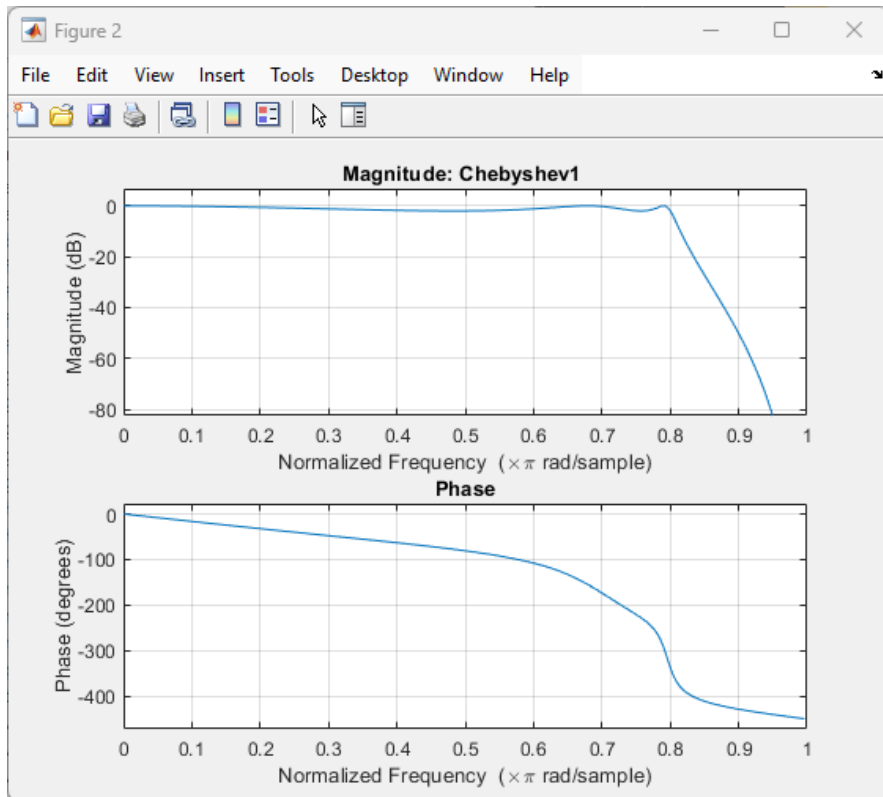 Figure 2
File Edit View Insert Tools Desktop Window Help
Magnitude: Chebyshev1
Magnitude (dB)
0
-20
-40
-60
-80
0 0.1 0.2 0.3 0.4 0.5 0.6 0.7 0.8 0.9 1
Normalized Frequency (×π rad/sample)
Phase
Phase (degrees)
0
-100
-200
-300
-400
0 0.1 0.2 0.3 0.4 0.5 0.6 0.7 0.8 0.9 1
Normalized Frequency (×π rad/sample)